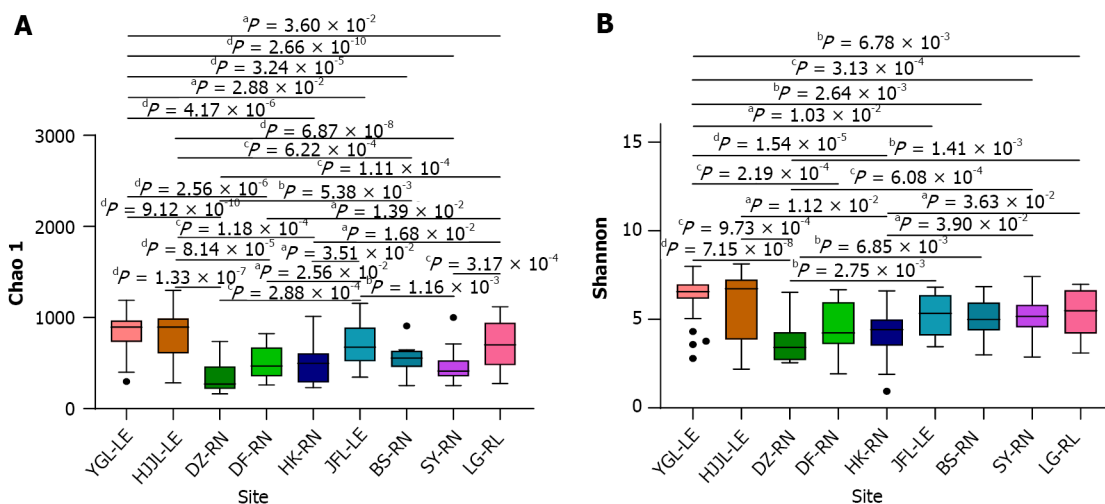 A
ᵃP = 3.60 × 10⁻²
ᵈP = 2.66 × 10⁻¹⁰
ᵈP = 3.24 × 10⁻⁵
ᵃP = 2.88 × 10⁻²
ᵈP = 4.17 × 10⁻⁶
ᵈP = 6.87 × 10⁻⁸
ᶜP = 6.22 × 10⁻⁴
ᶜP = 1.11 × 10⁻⁴
ᵈP = 2.56 × 10⁻⁶
ᵇP = 5.38 × 10⁻³
ᵈP = 9.12 × 10⁻¹⁰
ᵃP = 1.39 × 10⁻²
ᶜP = 1.18 × 10⁻⁴
ᵃP = 1.68 × 10⁻²
ᵈP = 8.14 × 10⁻⁵
ᵃP = 3.51 × 10⁻²
ᶜP = 3.17 × 10⁻⁴
ᵈP = 1.33 × 10⁻⁷
ᵃP = 2.56 × 10⁻²
ᶜP = 2.88 × 10⁻⁴
ᵇP = 1.16 × 10⁻³
3000
2000
1000
0
Chao 1
YGL-LE
HJJL-LE
DZ-RN
DF-RN
HK-RN
JFL-LE
BS-RN
SY-RN
LG-RL
Site
B
ᵇP = 6.78 × 10⁻³
ᶜP = 3.13 × 10⁻⁴
ᵇP = 2.64 × 10⁻³
ᵃP = 1.03 × 10⁻²
ᵈP = 1.54 × 10⁻⁵
ᵇP = 1.41 × 10⁻³
ᶜP = 2.19 × 10⁻⁴
ᶜP = 6.08 × 10⁻⁴
ᵃP = 1.12 × 10⁻²
ᵃP = 3.63 × 10⁻²
ᶜP = 9.73 × 10⁻⁴
ᵃP = 3.90 × 10⁻²
ᵈP = 7.15 × 10⁻⁸
ᵇP = 6.85 × 10⁻³
ᵇP = 2.75 × 10⁻³
15
10
5
0
Shannon
YGL-LE
HJJL-LE
DZ-RN
DF-RN
HK-RN
JFL-LE
BS-RN
SY-RN
LG-RL
Site